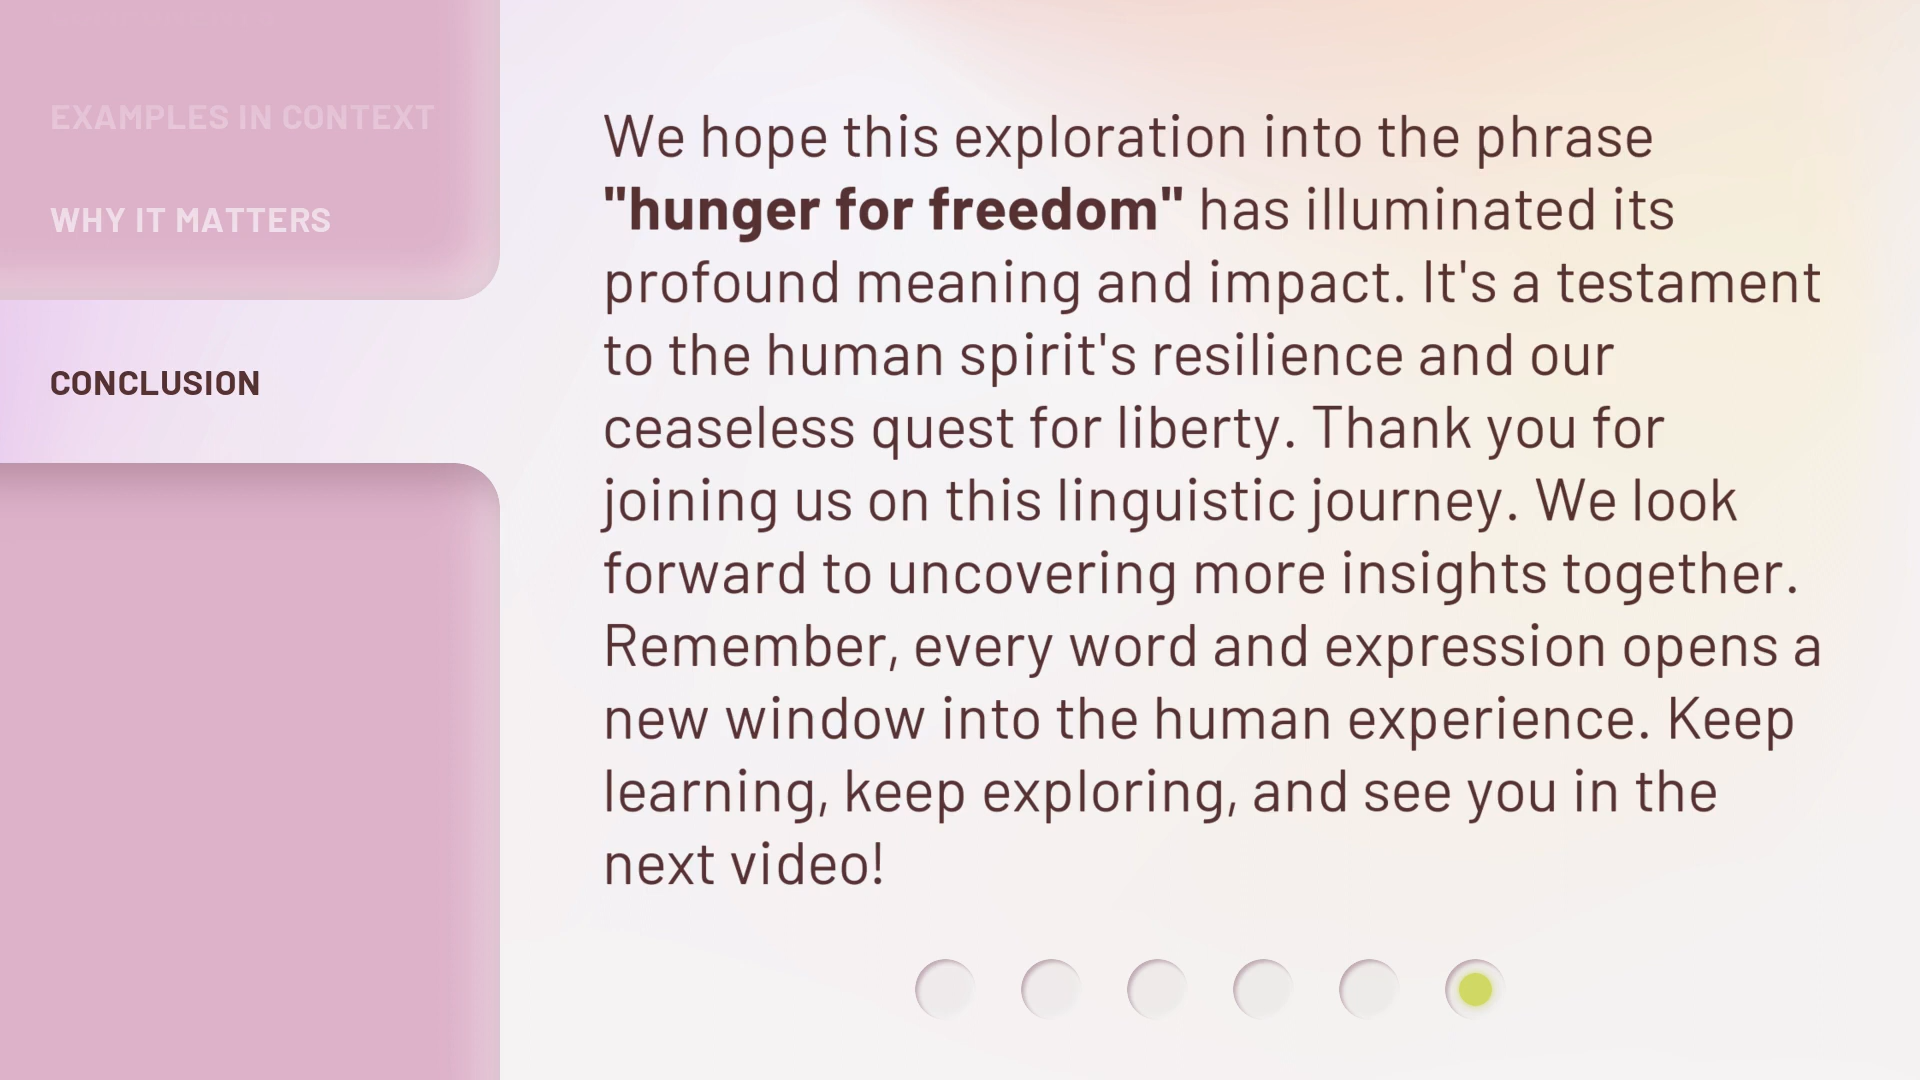 EXAMPLES IN CONTEXT
WHY IT MATTERS
CONCLUSION
We hope this exploration into the phrase
"hunger for freedom" has illuminated its
profound meaning and impact. It's a testament
to the human spirit's resilience and our
ceaseless quest for liberty. Thank you for
joining us on this linguistic journey. We look
forward to uncovering more insights together.
Remember, every word and expression opens a
new window into the human experience. Keep
learning, keep exploring, and see you in the
next video!